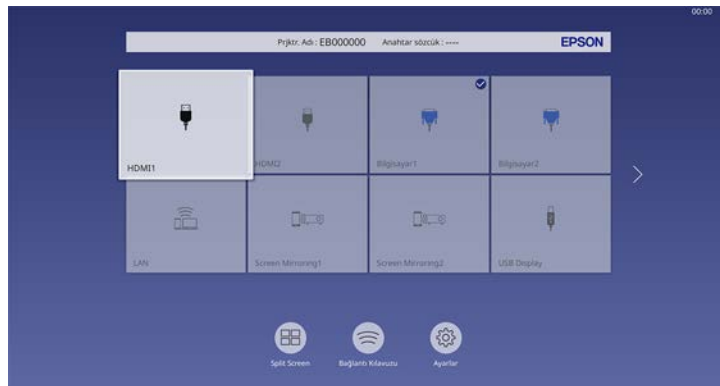 00:00
Prjktr. Adı : EB000000 Anahtar sözcük : ---- EPSON
HDMI1
HDMI2
Bilgisayar1
Bilgisayar2
LAN
Screen Mirroring1
Screen Mirroring2
USB Display
Split Screen
Bağlantı Kılavuzu
Ayarlar